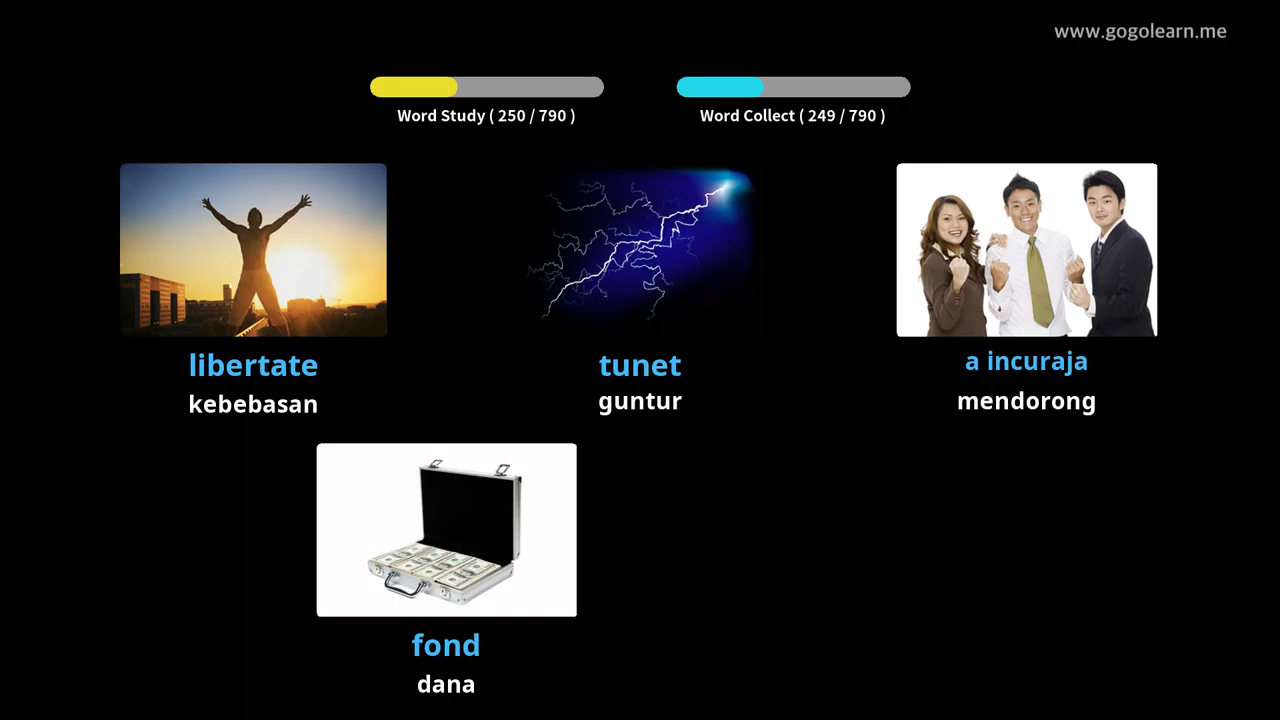 www.gogolearn.me
Word Study ( 250 / 790 )
Word Collect ( 249 / 790 )
libertate
kebebasan
tunet
guntur
a incuraja
mendorong
fond
dana